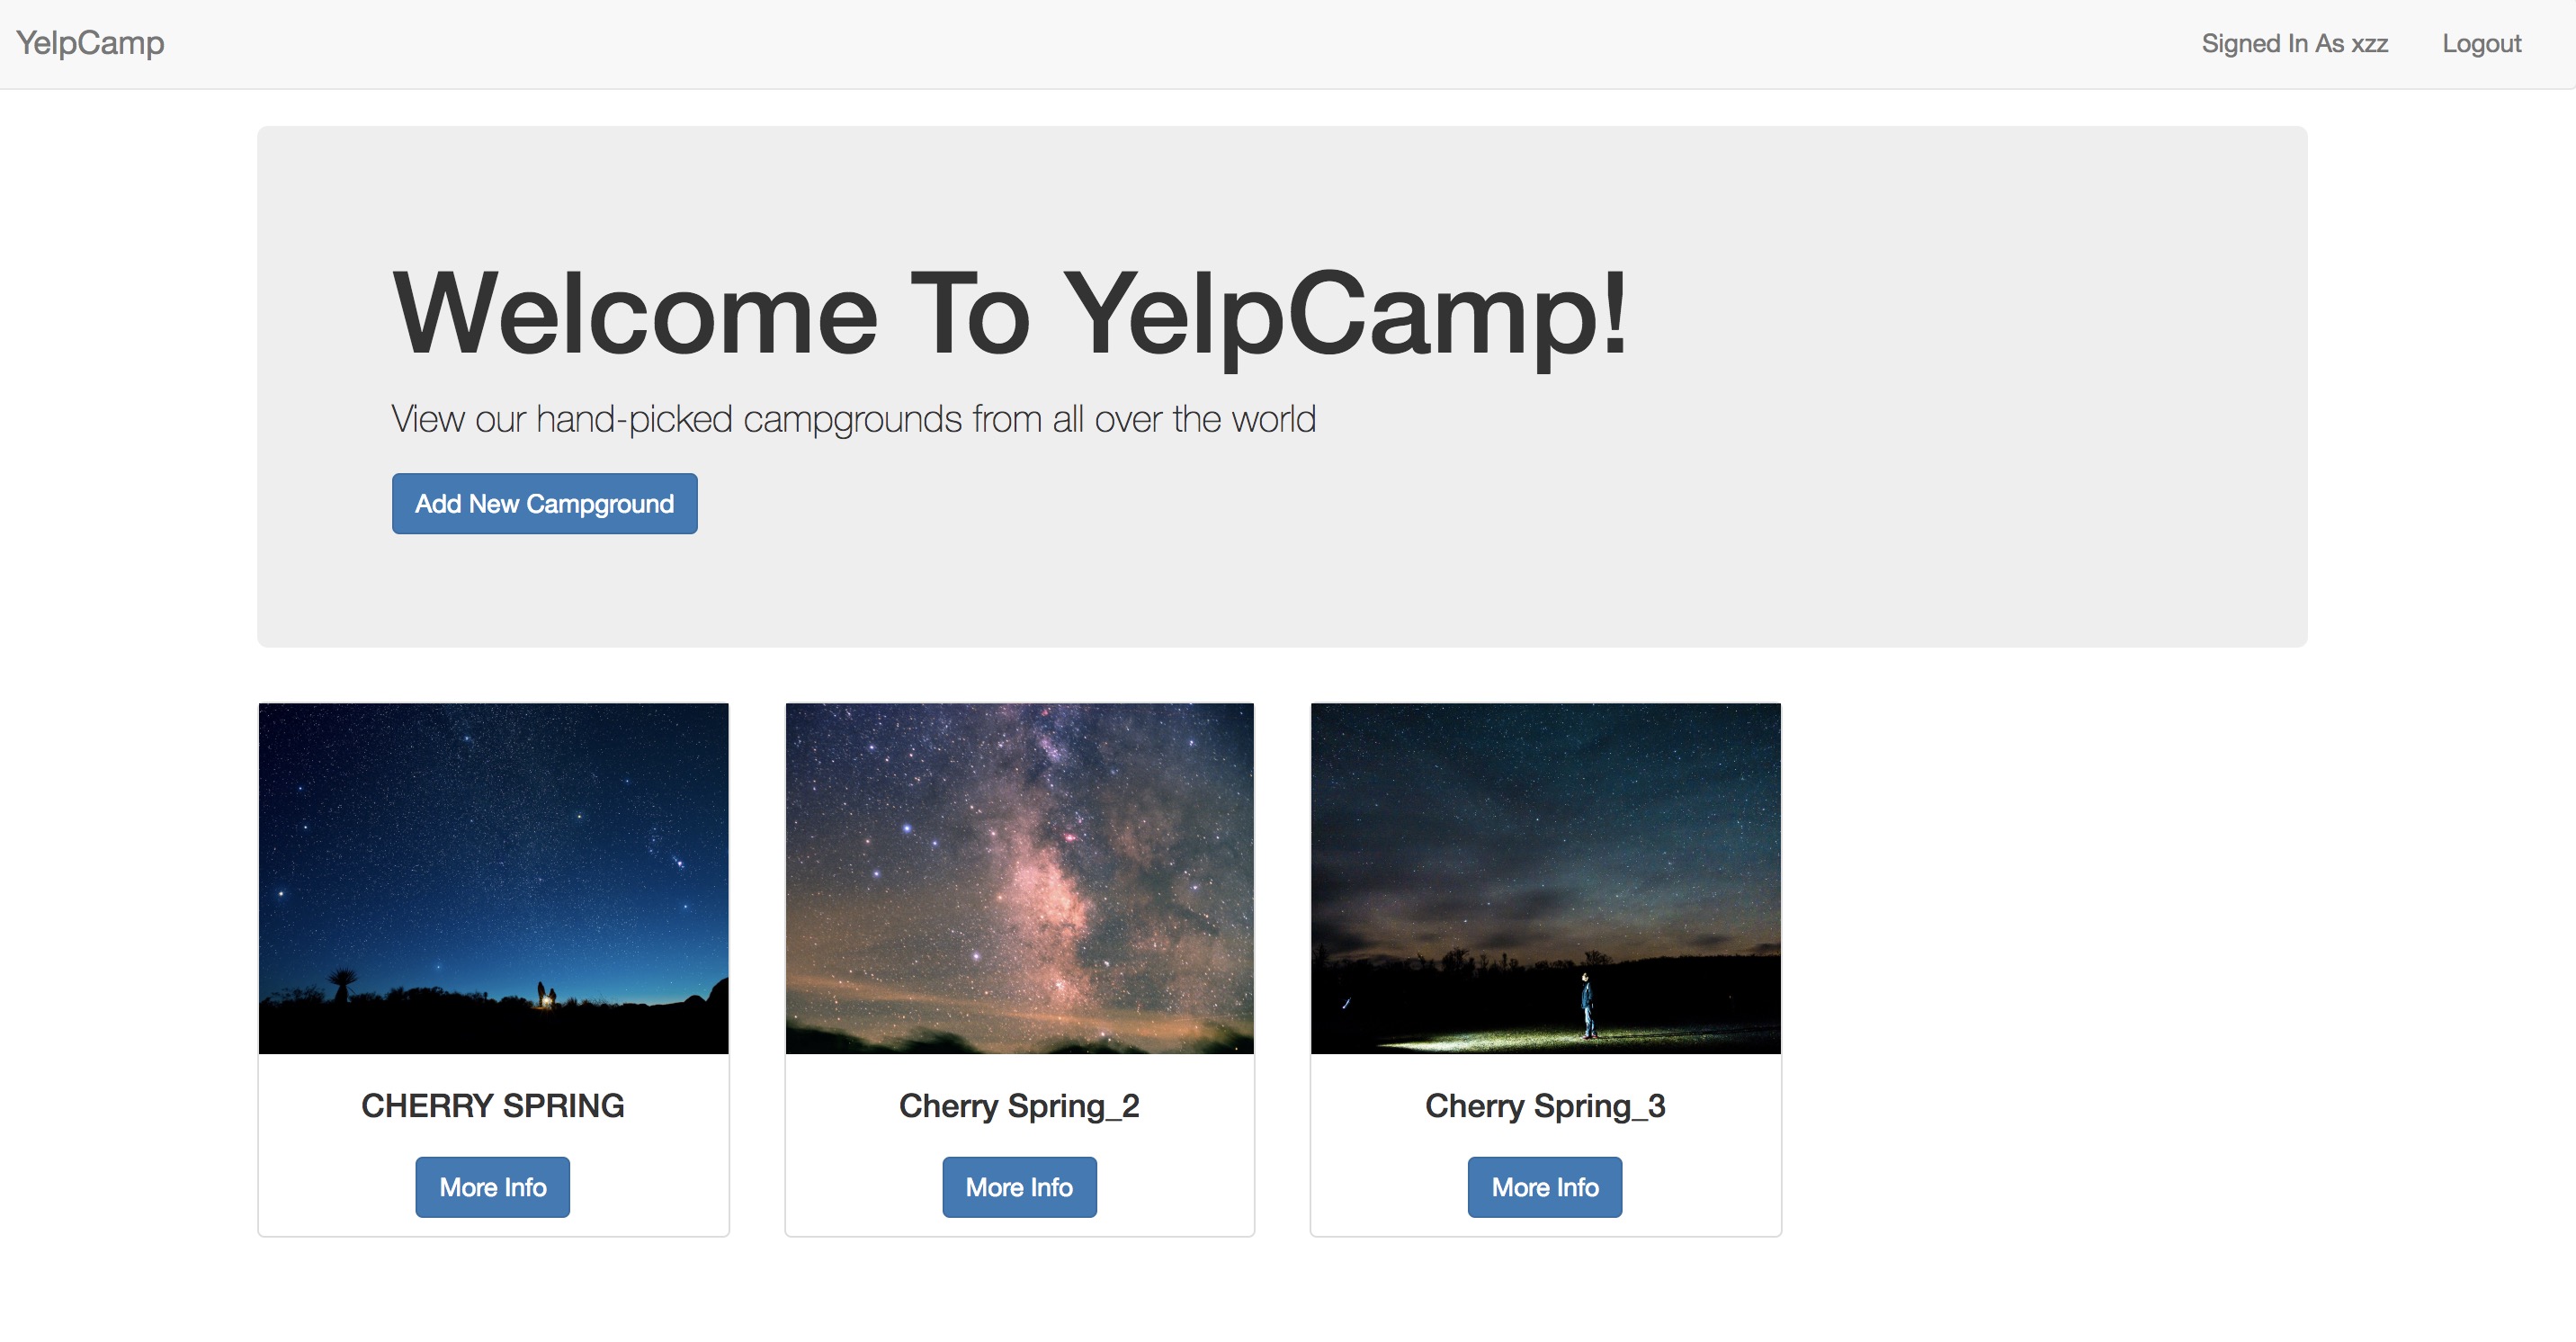 YelpCamp
Signed In As xzz
Logout
Welcome To YelpCamp!
View our hand-picked campgrounds from all over the world
Add New Campground
CHERRY SPRING
More Info
Cherry Spring_2
More Info
Cherry Spring_3
More Info